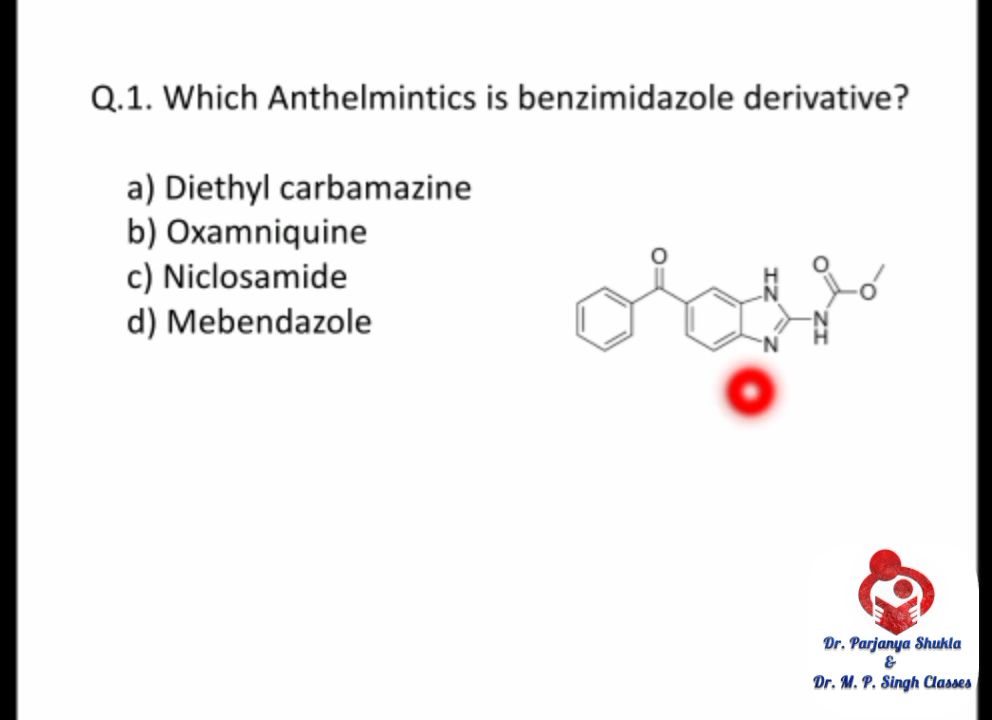 Q.1. Which Anthelmintics is benzimidazole derivative?
a) Diethyl carbamazine
b) Oxamniquine
c) Niclosamide
d) Mebendazole
O
H
N
N
O
O
N
H
Dr. Parjanya Shukla
&
Dr. M. P. Singh Classes